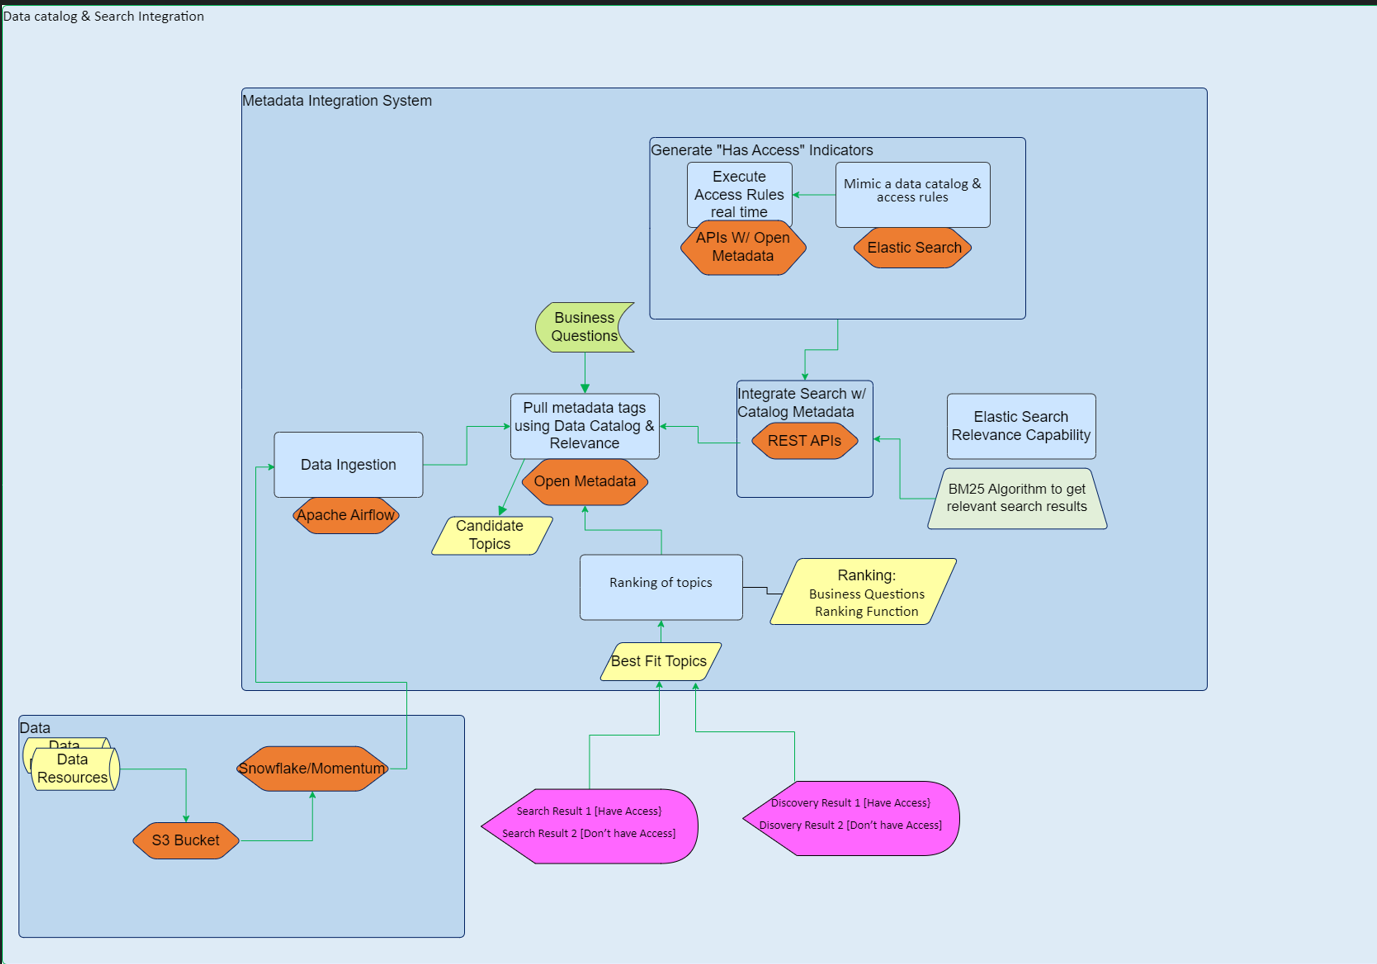 Data catalog & Search Integration
Metadata Integration System
Generate "Has Access" Indicators
Execute
Access Rules
real time
APIs W/ Open
Metadata
Mimic a data catalog &
access rules
Elastic Search
Business
Questions
Pull metadata tags
using Data Catalog &
Relevance
Open Metadata
Integrate Search w/
Catalog Metadata
REST APIs
Elastic Search
Relevance Capability
BM25 Algorithm to get
relevant search results
Data Ingestion
Apache Airflow
Candidate
Topics
Ranking of topics
Ranking:
Business Questions
Ranking Function
Best Fit Topics
Data
Data
Data
Resources
Snowflake/Momentum
S3 Bucket
Search Result 1 [Have Access}
Search Result 2 [Don't have Access]
Discovery Result 1 [Have Access}
Disovery Result 2 [Don't have Access]